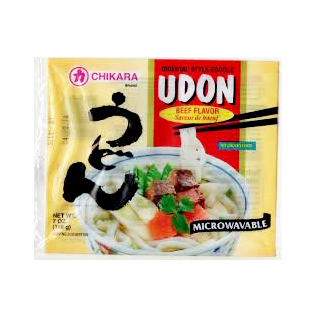 力 CHIKARA
BRAND
ORIENTAL STYLE NOODLE
UDON
BEEF FLAVOR
Saveur de boeuf
うどん
NET WT.
7 OZ.
MICROWAVABLE